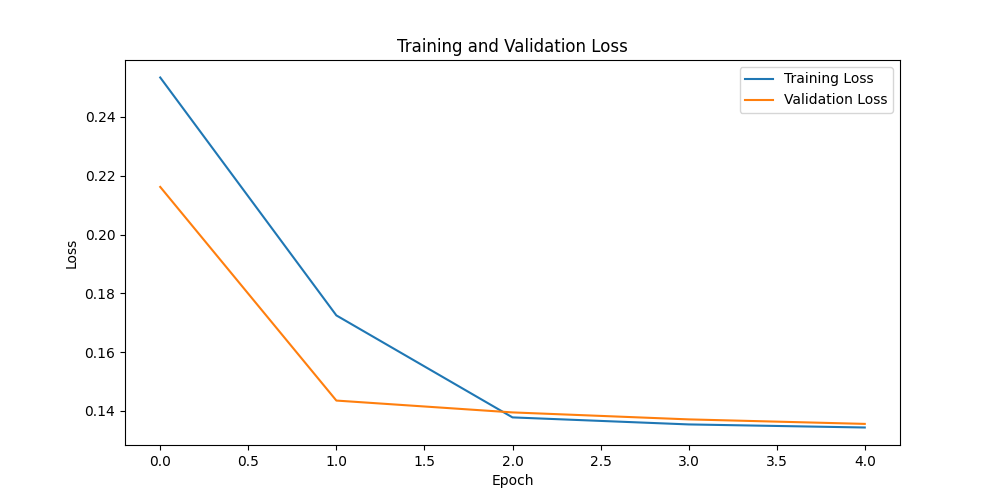 Training and Validation Loss
Training Loss
Validation Loss
0.24
0.22
0.20
0.18
0.16
0.14
Loss
0.0 0.5 1.0 1.5 2.0 2.5 3.0 3.5 4.0
Epoch